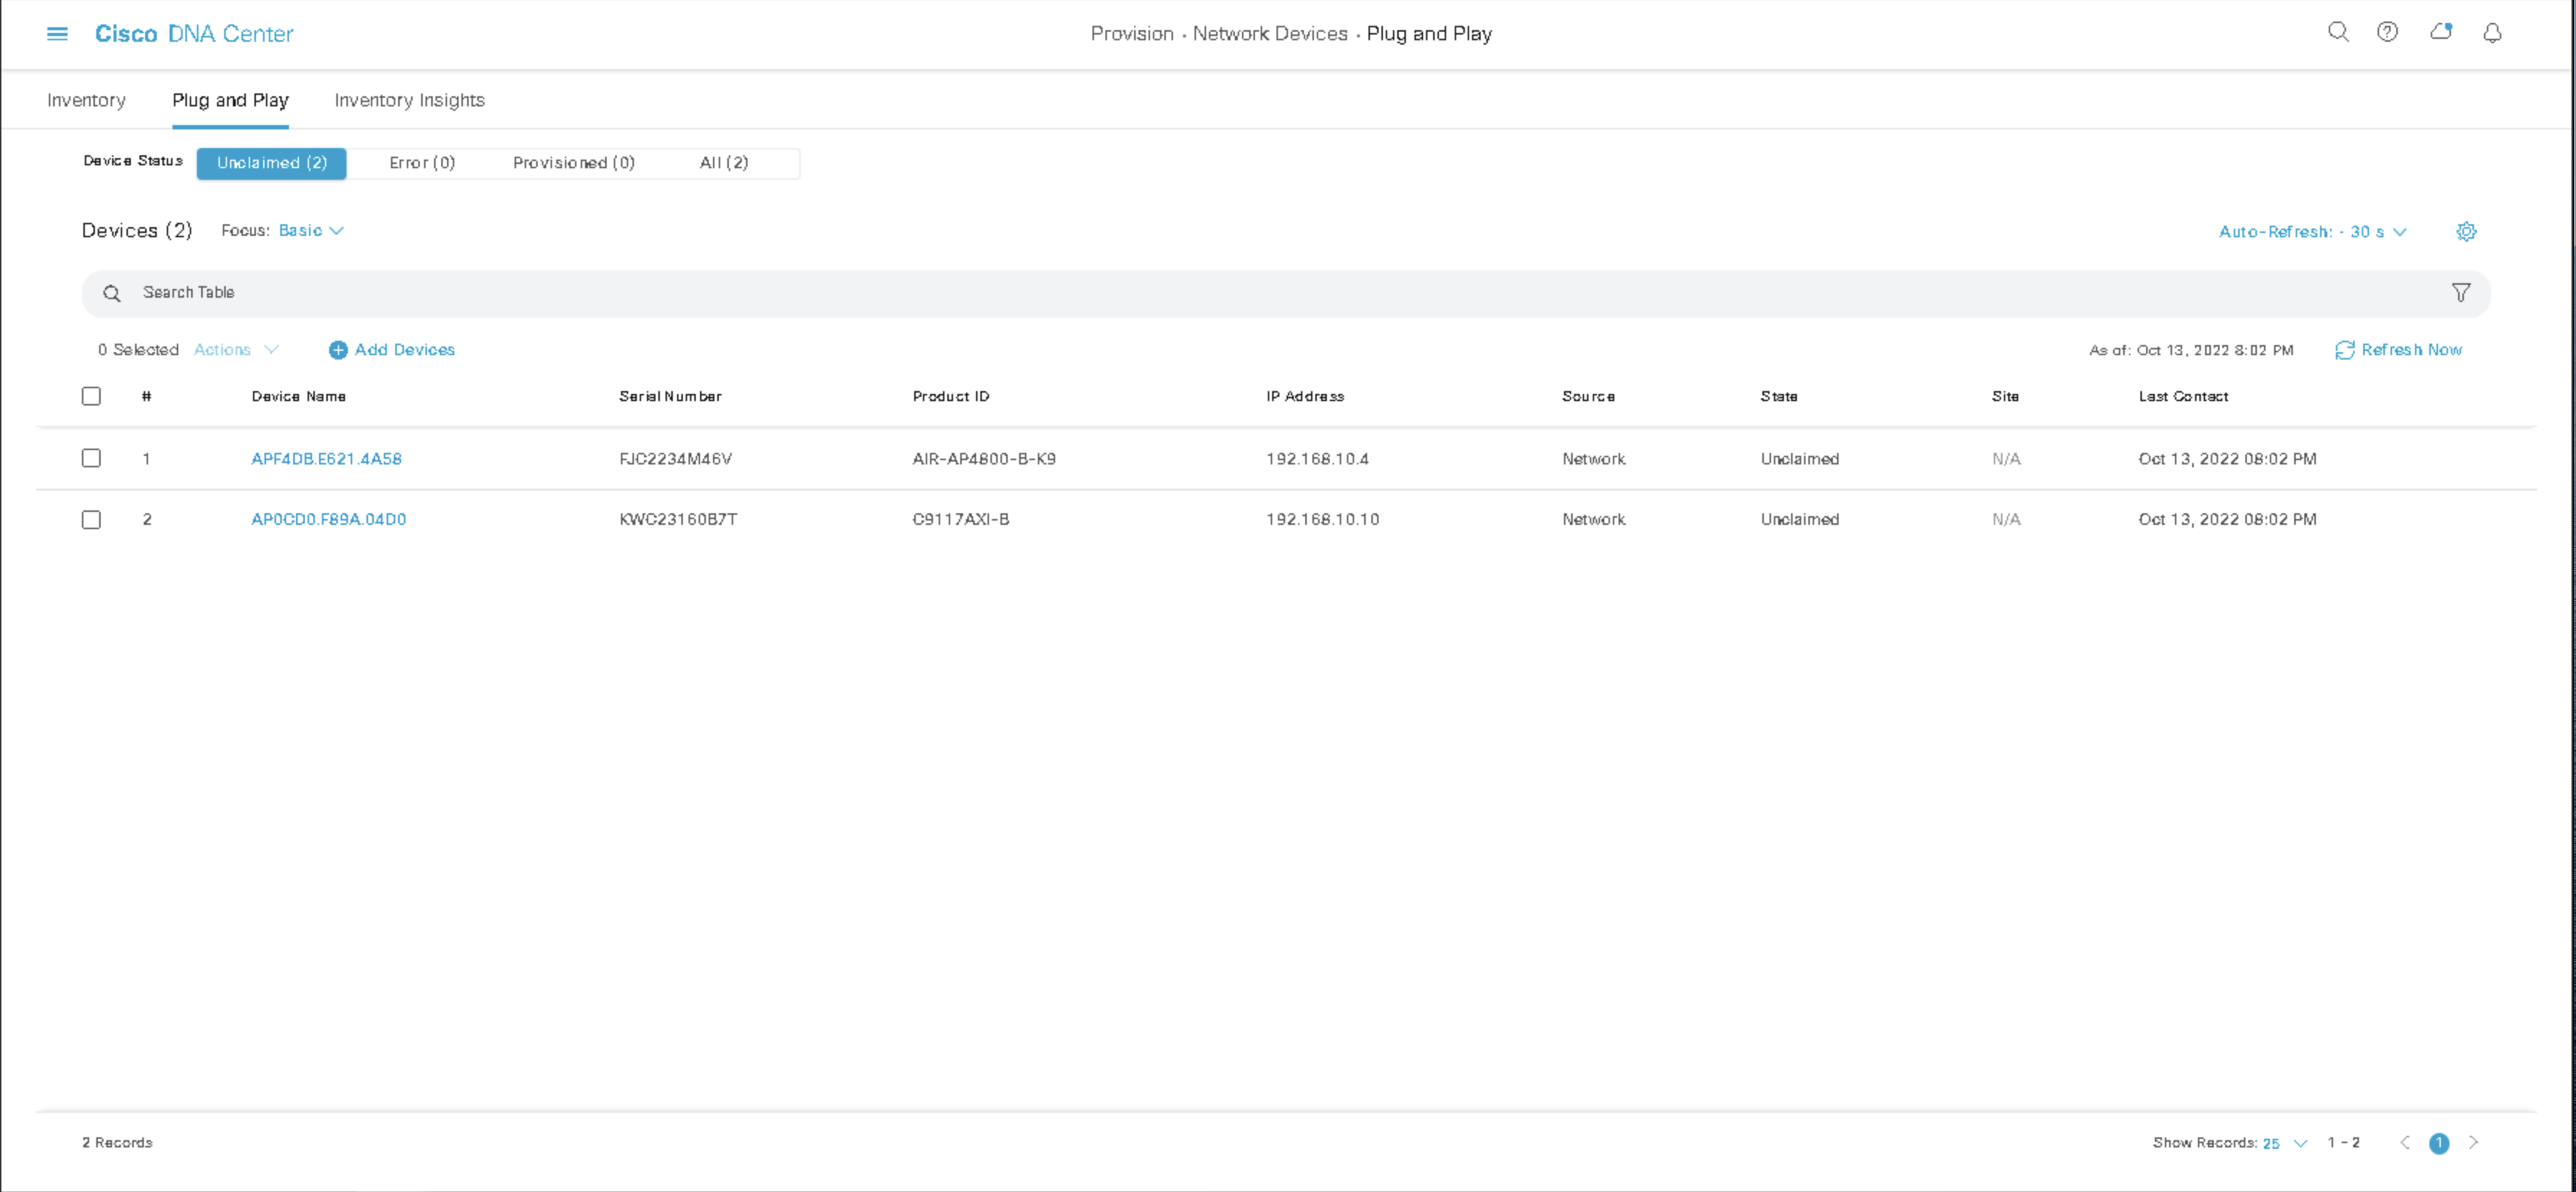 Cisco DNA Center
Provision · Network Devices · Plug and Play
Inventory Plug and Play Inventory Insights
Device Status Unclaimed (2) Error (0) Provisioned (0) All (2)
Devices (2) Focus: Basic Auto-Refresh: · 30 s
Search Table
0 Selected Actions Add Devices As of: Oct 13, 2022 8:02 PM Refresh Now
# Device Name Serial Number Product ID IP Address Source State Site Last Contact
1 APF4DB.E621.4A58 FJC2234M46V AIR-AP4800-B-K9 192.168.10.4 Network Unclaimed N/A Oct 13, 2022 08:02 PM
2 AP0CD0.F89A.04D0 KWC23160B7T C9117AXI-B 192.168.10.10 Network Unclaimed N/A Oct 13, 2022 08:02 PM
2 Records Show Records: 25 1 - 2 1